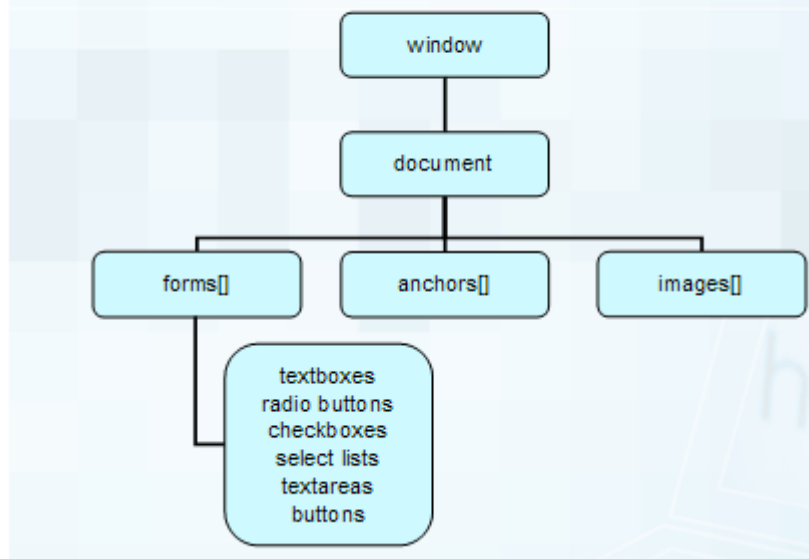 window
document
forms[]
anchors[]
images[]
textboxes
radio buttons
checkboxes
select lists
textareas
buttons
h